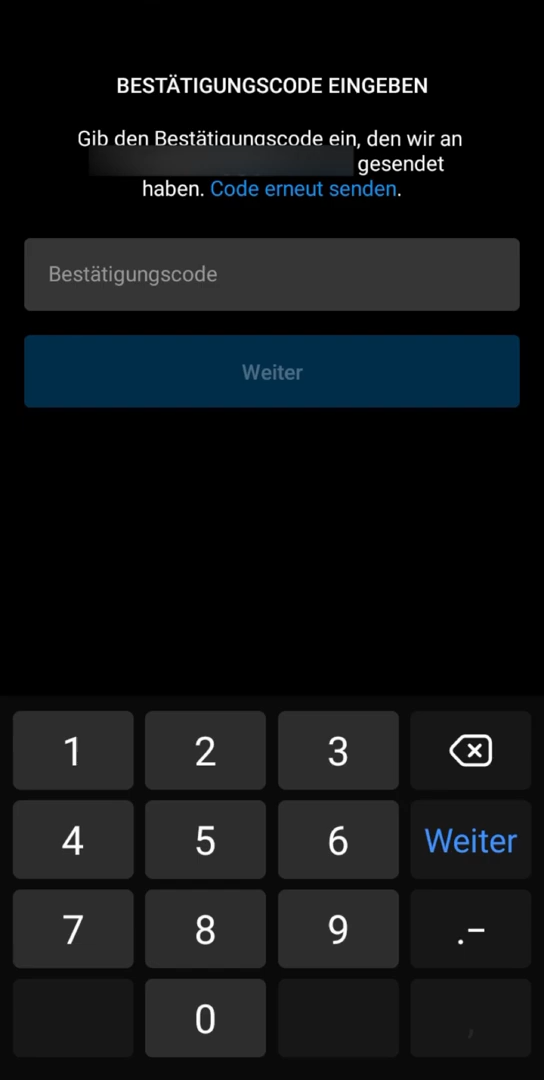 BESTÄTIGUNGSCODE EINGEBEN
Gib den Bestätigungscode ein, den wir an
gesendet
haben. Code erneut senden.
Bestätigungscode
Weiter
1 2 3
4 5 6 Weiter
7 8 9 .-
0 ,